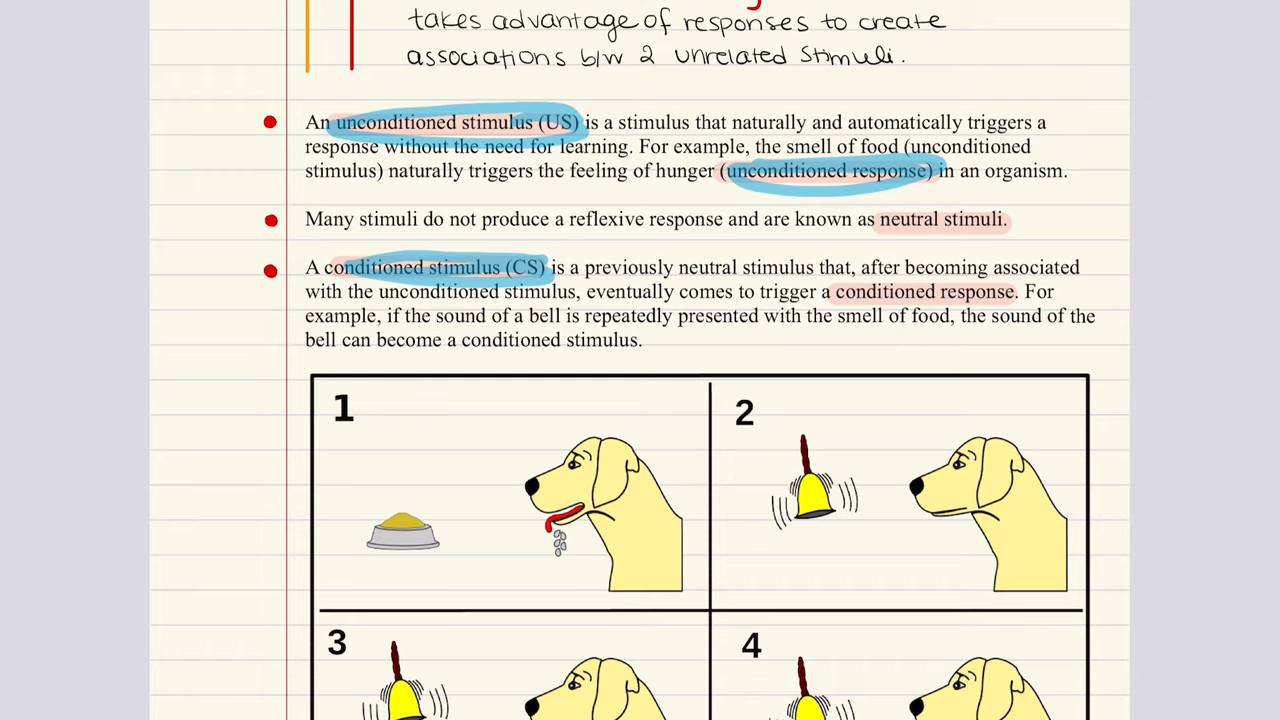 takes advantage of responses to create
associations b/w 2 unrelated stimuli.
An unconditioned stimulus (US) is a stimulus that naturally and automatically triggers a
response without the need for learning. For example, the smell of food (unconditioned
stimulus) naturally triggers the feeling of hunger (unconditioned response) in an organism.
Many stimuli do not produce a reflexive response and are known as neutral stimuli.
A conditioned stimulus (CS) is a previously neutral stimulus that, after becoming associated
with the unconditioned stimulus, eventually comes to trigger a conditioned response. For
example, if the sound of a bell is repeatedly presented with the smell of food, the sound of the
bell can become a conditioned stimulus.
1
2
3
4